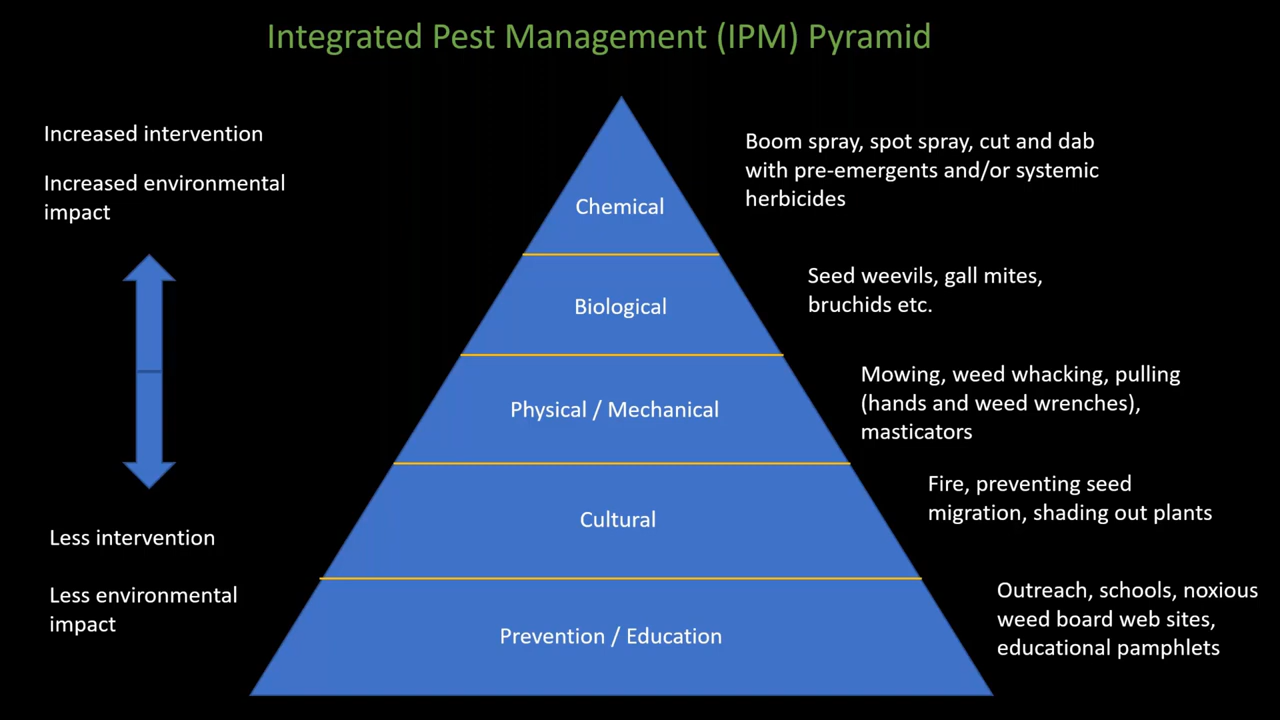 Integrated Pest Management (IPM) Pyramid
Increased intervention
Increased environmental
impact
Less intervention
Less environmental
impact
Chemical
Boom spray, spot spray, cut and dab
with pre-emergents and/or systemic
herbicides
Biological
Seed weevils, gall mites,
bruchids etc.
Physical / Mechanical
Mowing, weed whacking, pulling
(hands and weed wrenches),
masticators
Cultural
Fire, preventing seed
migration, shading out plants
Prevention / Education
Outreach, schools, noxious
weed board web sites,
educational pamphlets